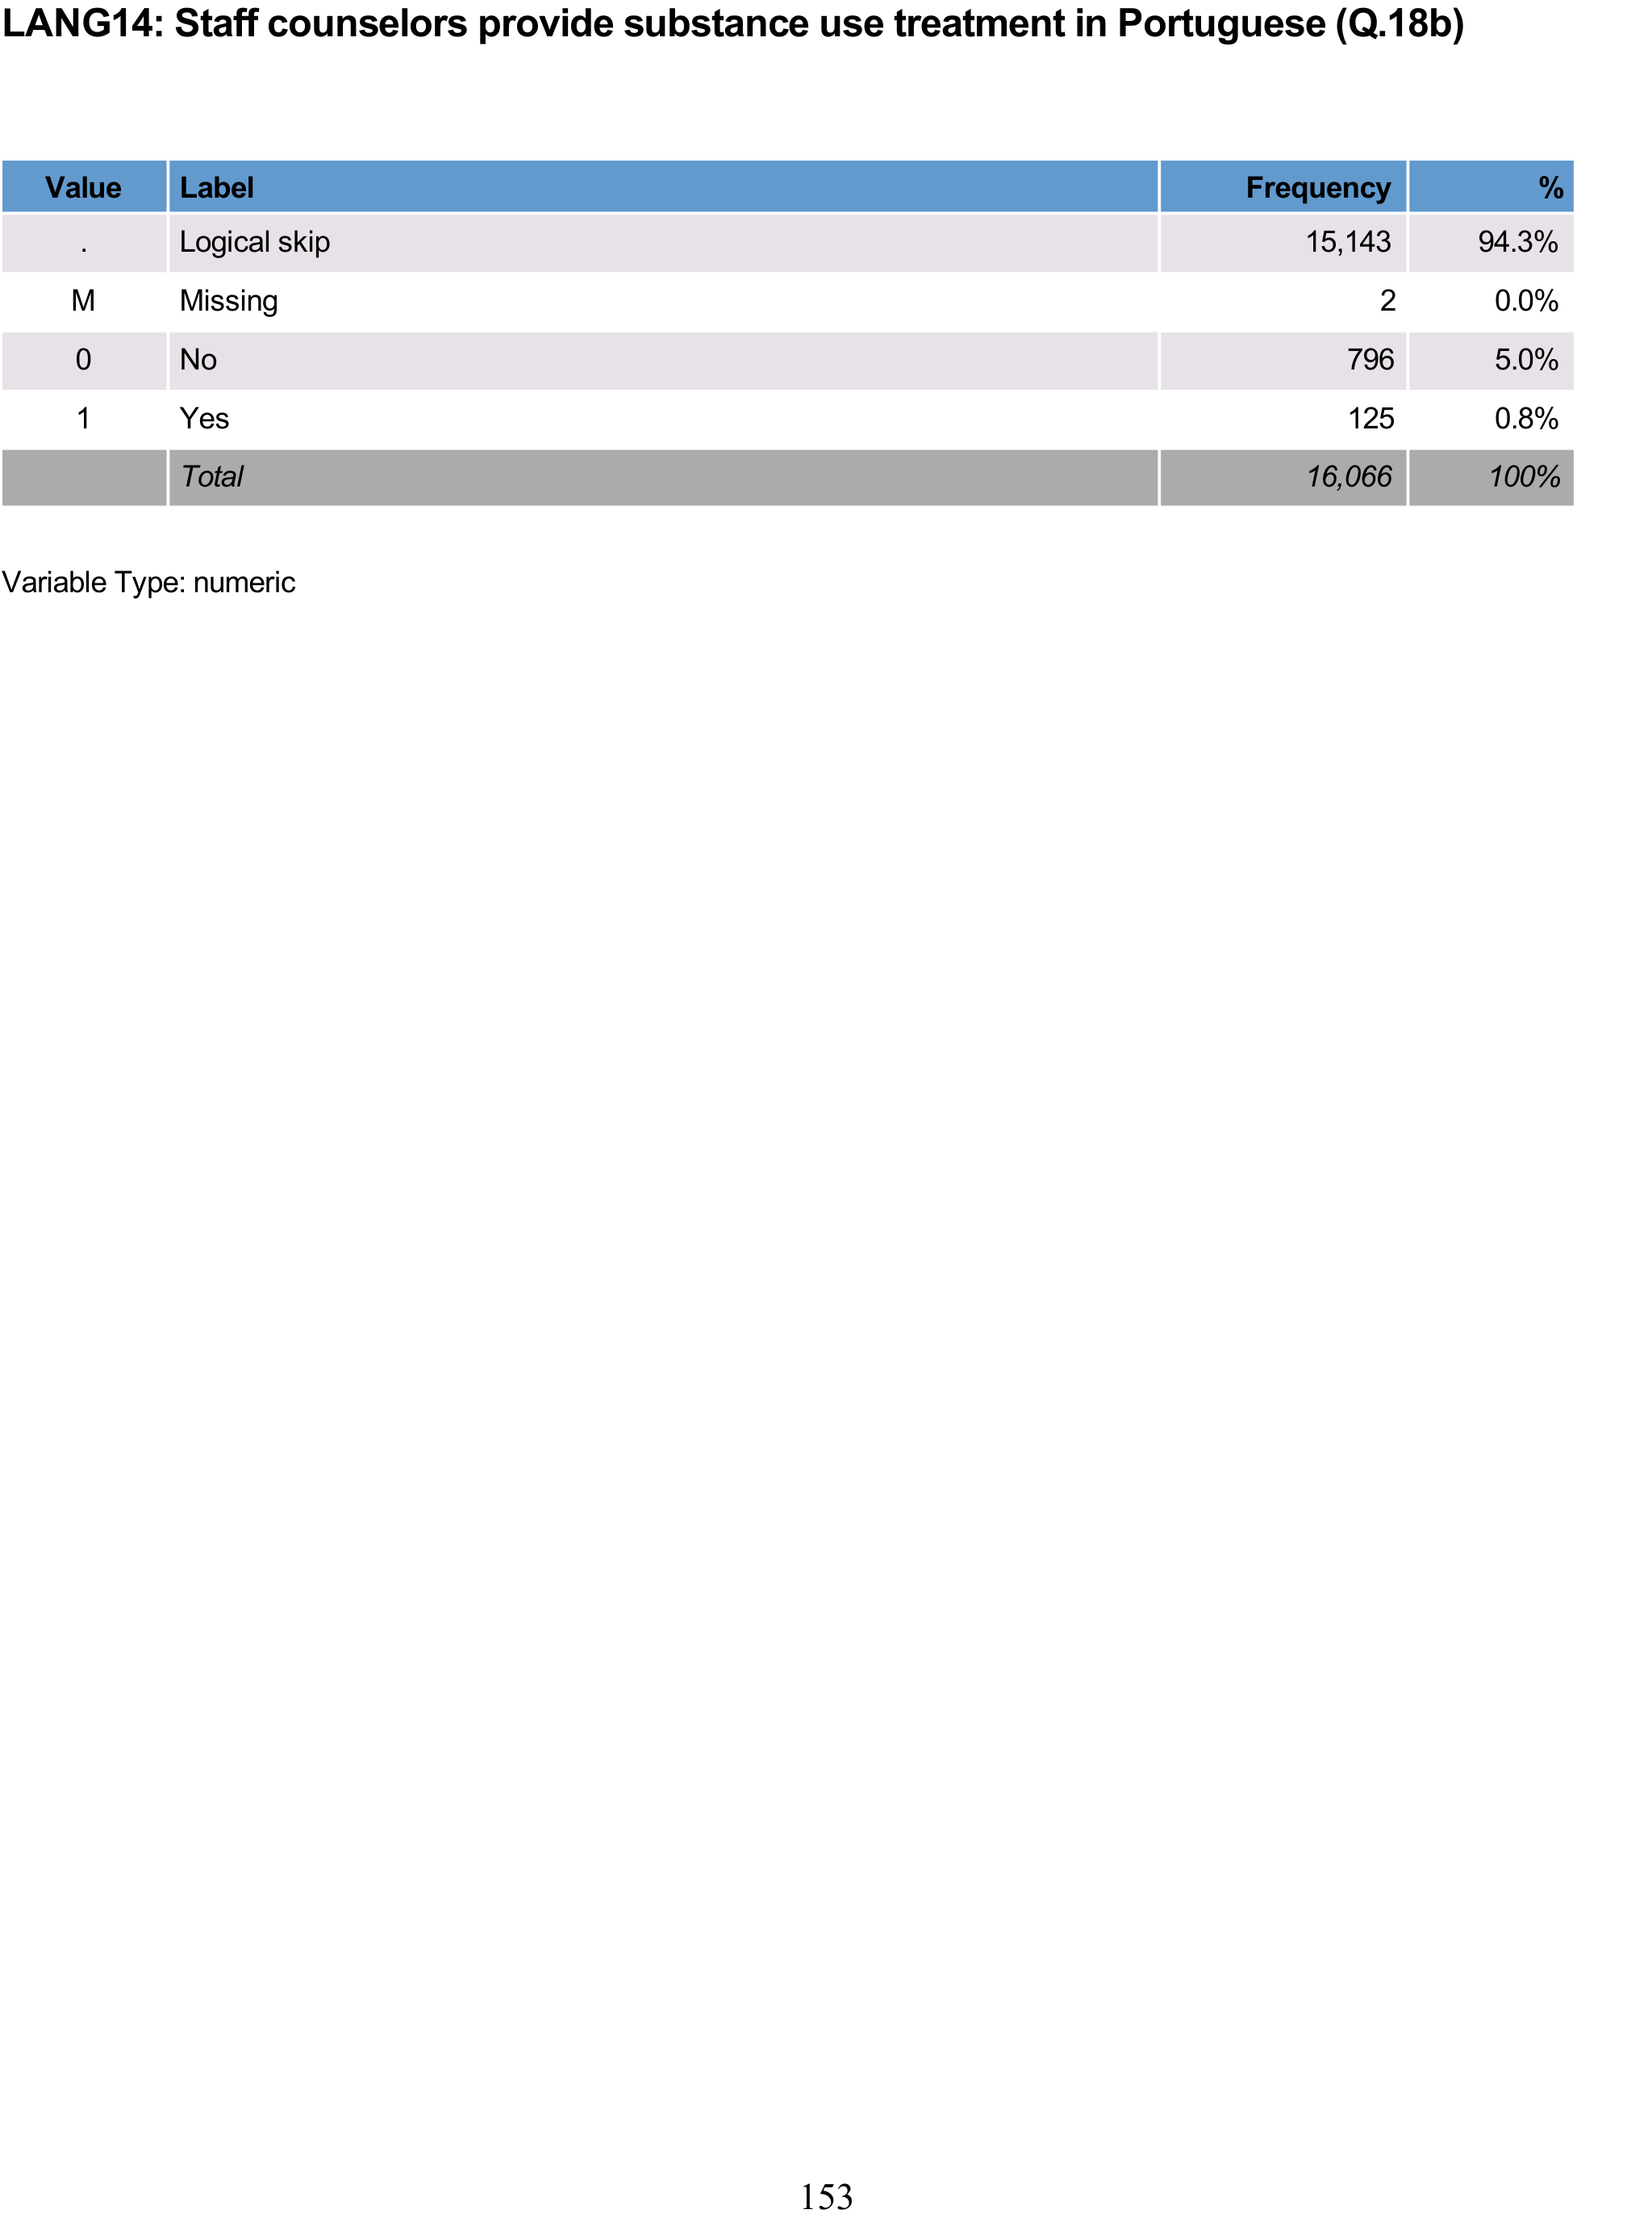 LANG14: Staff counselors provide substance use treatment in Portuguese (Q.18b)
Value Label Frequency %
. Logical skip 15,143 94.3%
M Missing 2 0.0%
0 No 796 5.0%
1 Yes 125 0.8%
Total 16,066 100%
Variable Type: numeric
153